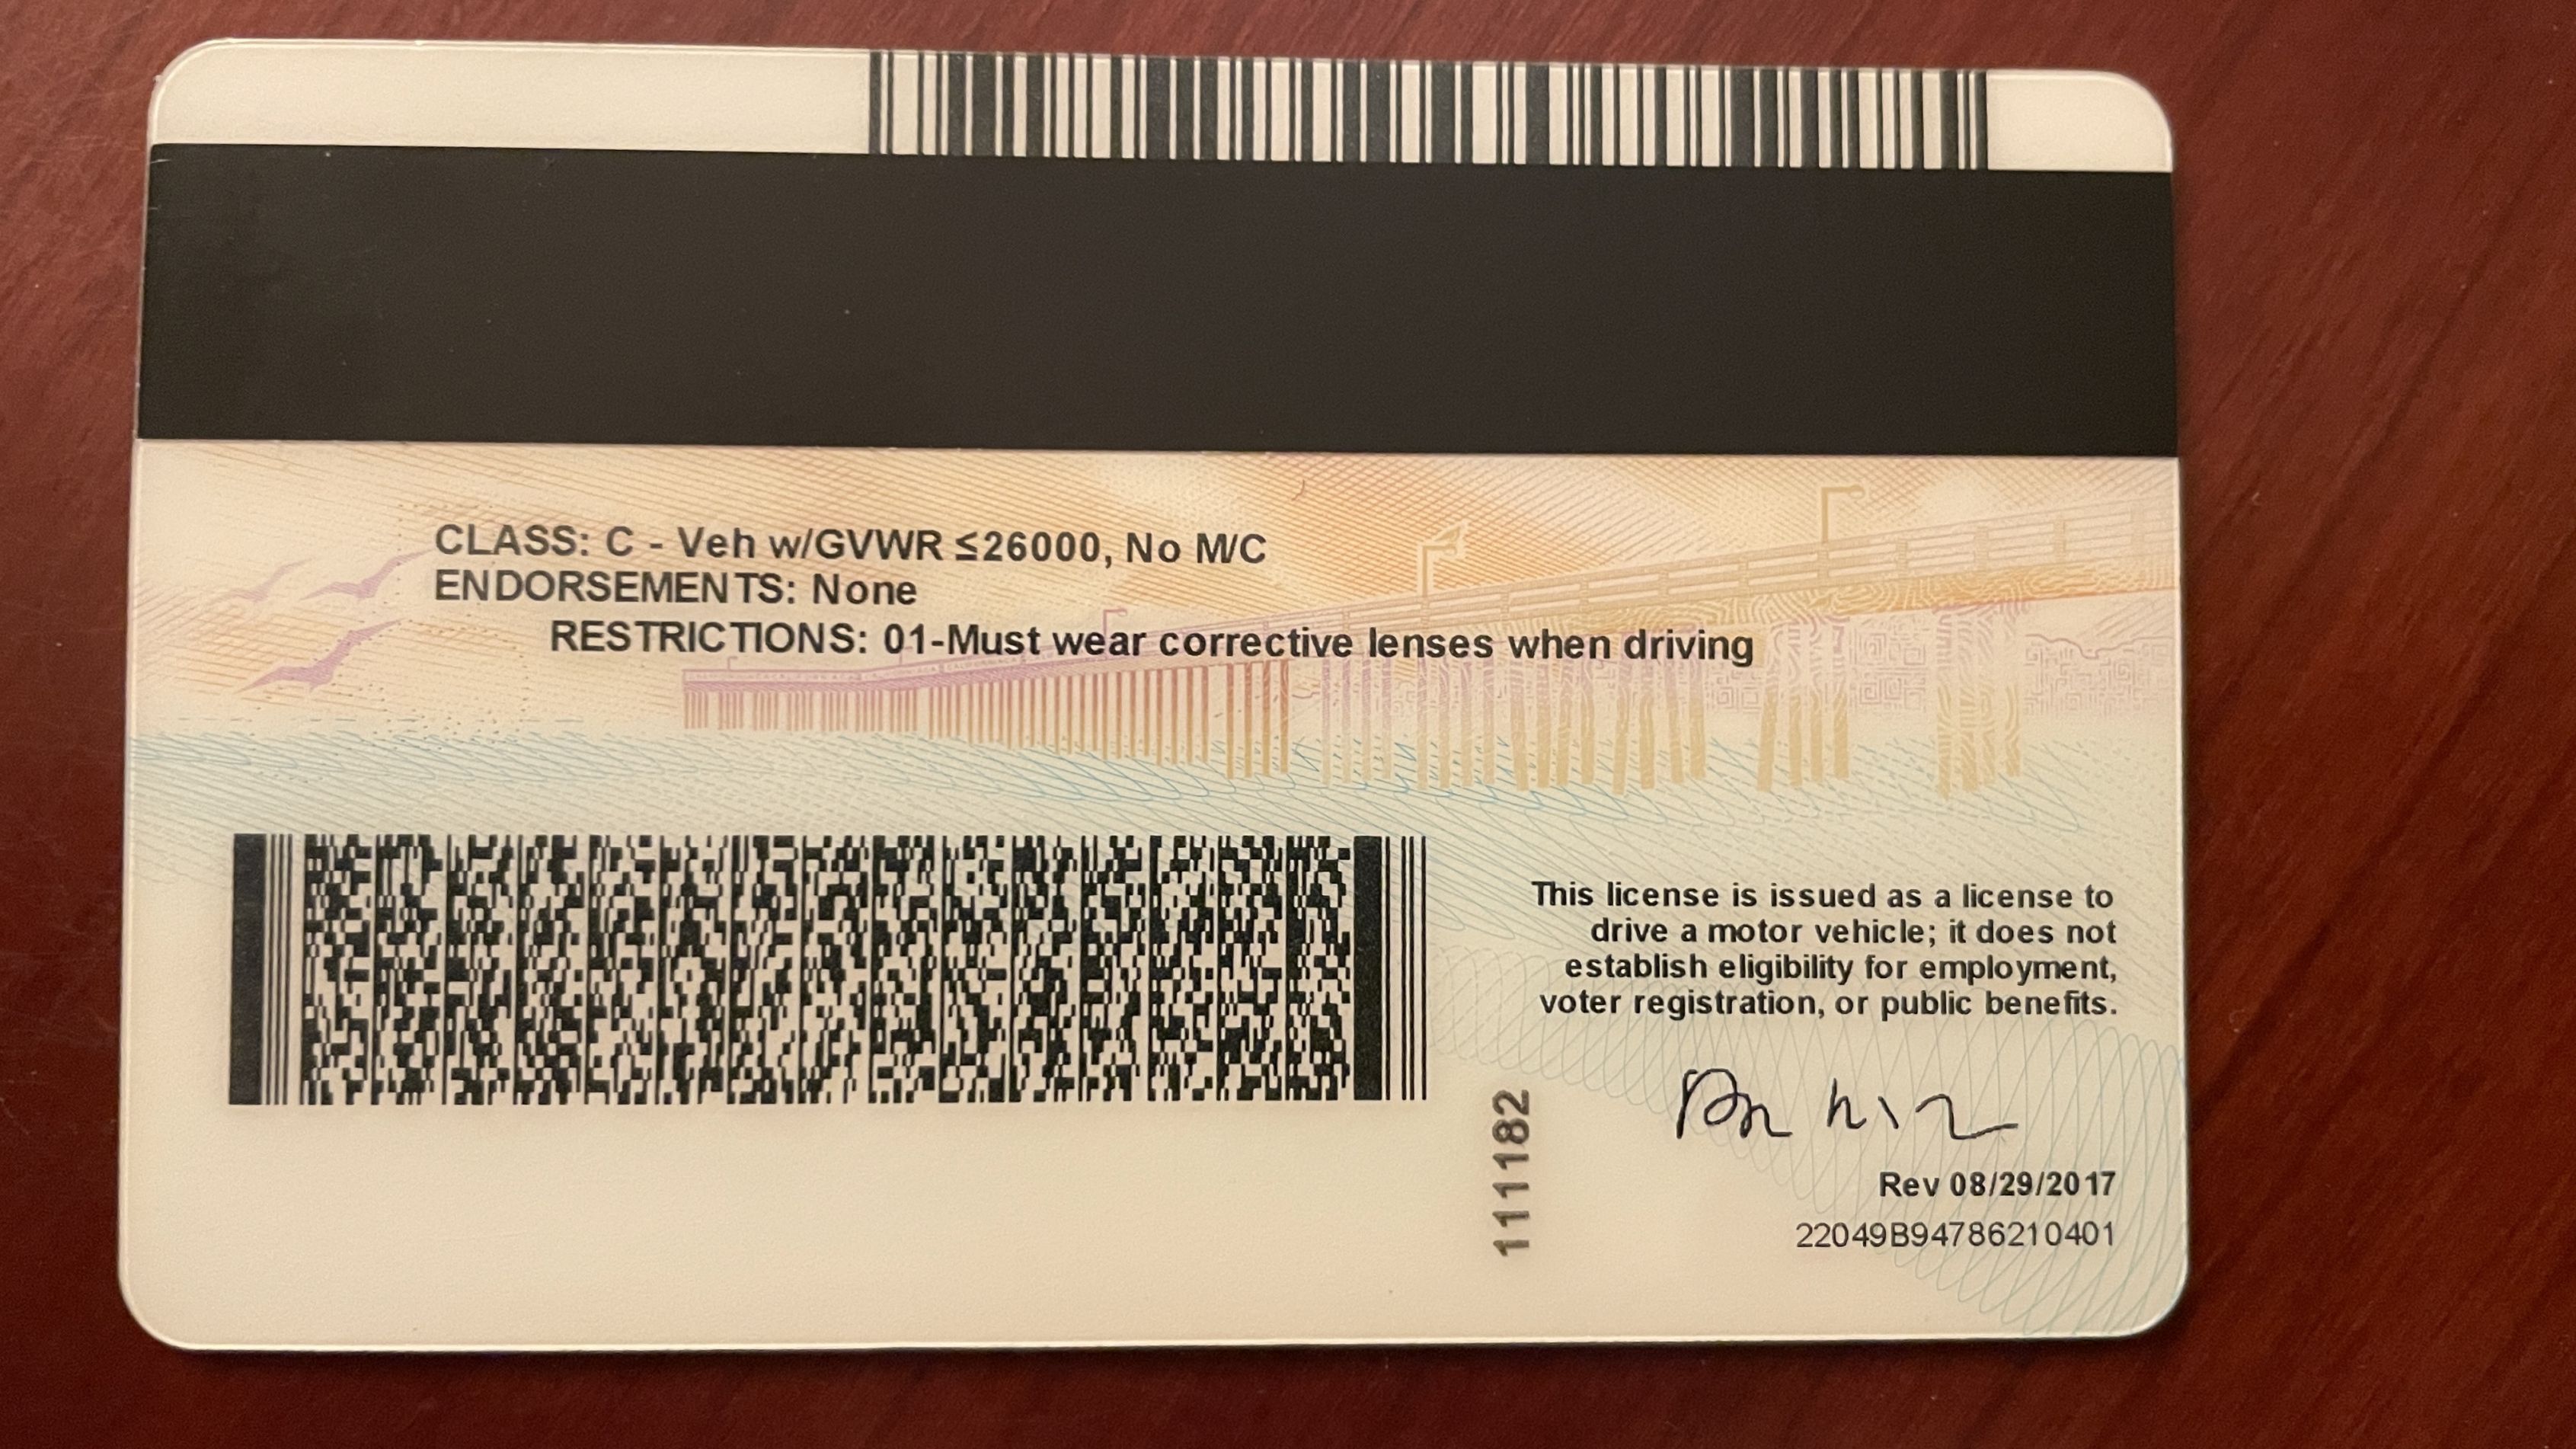 CLASS: C - Veh w/GVWR ≤26000, No M/C
ENDORSEMENTS: None
RESTRICTIONS: 01-Must wear corrective lenses when driving
This license is issued as a license to
drive a motor vehicle; it does not
establish eligibility for employment,
voter registration, or public benefits.
111182
Rev 08/29/2017
22049B94786210401